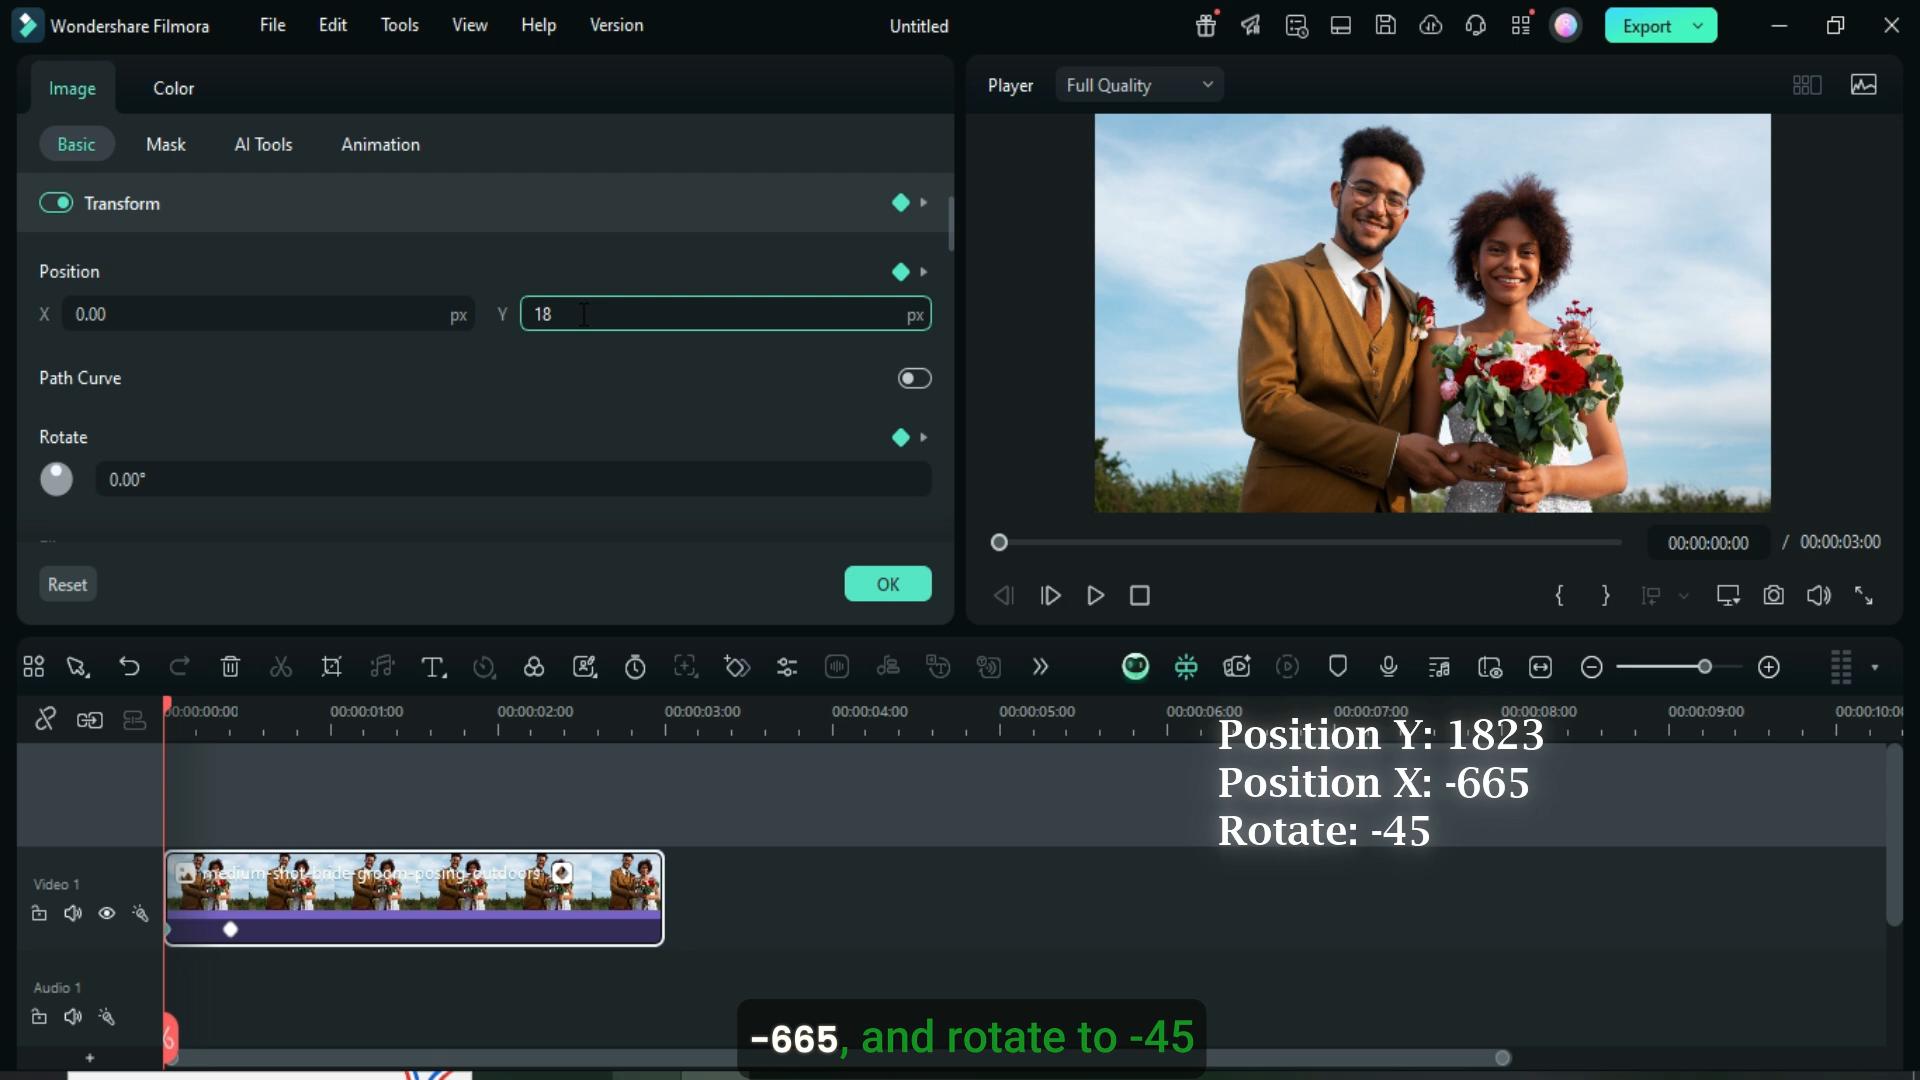 Wondershare Filmora
File
Edit
Tools
View
Help
Version
Untitled
Export
Image
Color
Player
Full Quality
Basic
Mask
AI Tools
Animation
Transform
Position
X
0.00
px
Y
18
px
Path Curve
Rotate
0.00°
Reset
OK
00:00:00:00
/
00:00:03:00
00:00:00:00
00:00:01:00
00:00:02:00
00:00:03:00
00:00:04:00
00:00:05:00
00:00:06:00
00:00:07:00
00:00:08:00
00:00:09:00
00:00:10:00
Position Y: 1823
Position X: -665
Rotate: -45
Video 1
medium-shot-bride-groom-posing-outdoors
Audio 1
-665, and rotate to -45